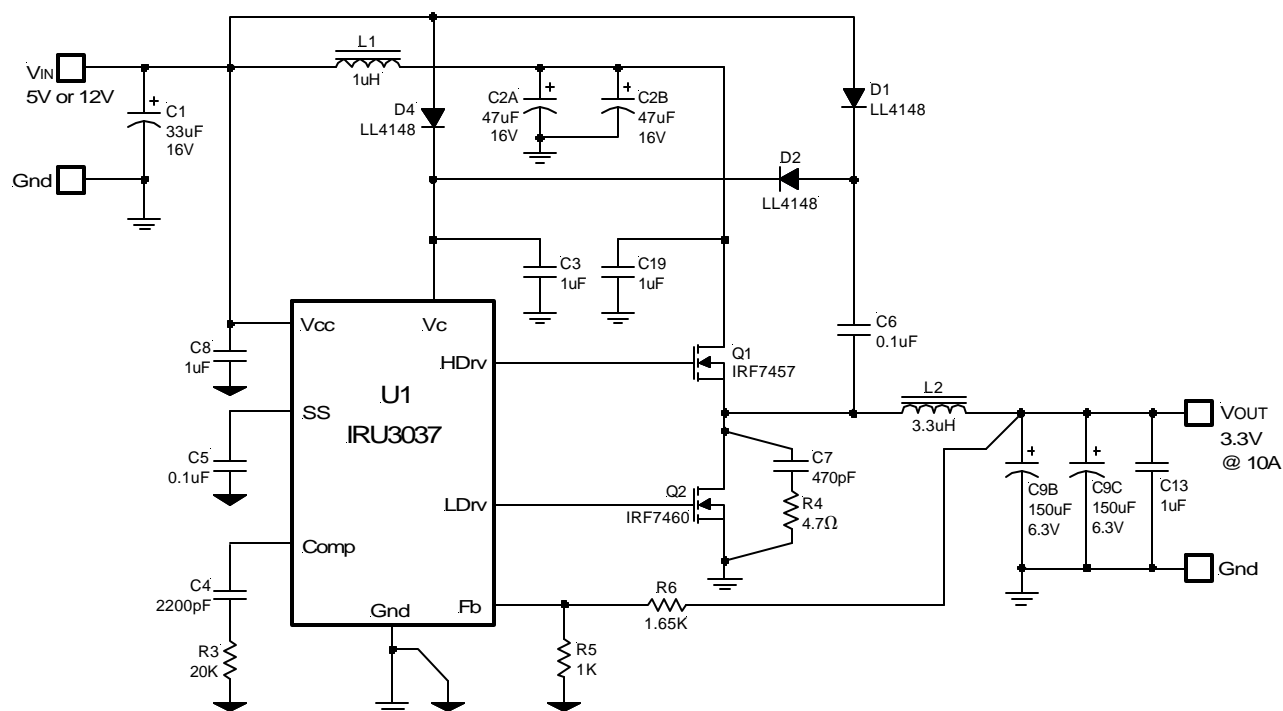 VIN
5V or 12V
Gnd
C1
33uF
16V
L1
1uH
D4
LL4148
C2A
47uF
16V
C2B
47uF
16V
D1
LL4148
D2
LL4148
C3
1uF
C19
1uF
C6
0.1uF
C8
1uF
C5
0.1uF
C4
2200pF
R3
20K
Vcc
Vc
HDrv
U1
SS
IRU3037
LDrv
Comp
Gnd
Fb
Q1
IRF7457
Q2
IRF7460
C7
470pF
R4
4.7Ω
L2
3.3uH
R6
1.65K
R5
1K
C9B
150uF
6.3V
C9C
150uF
6.3V
C13
1uF
VOUT
3.3V
@ 10A
Gnd